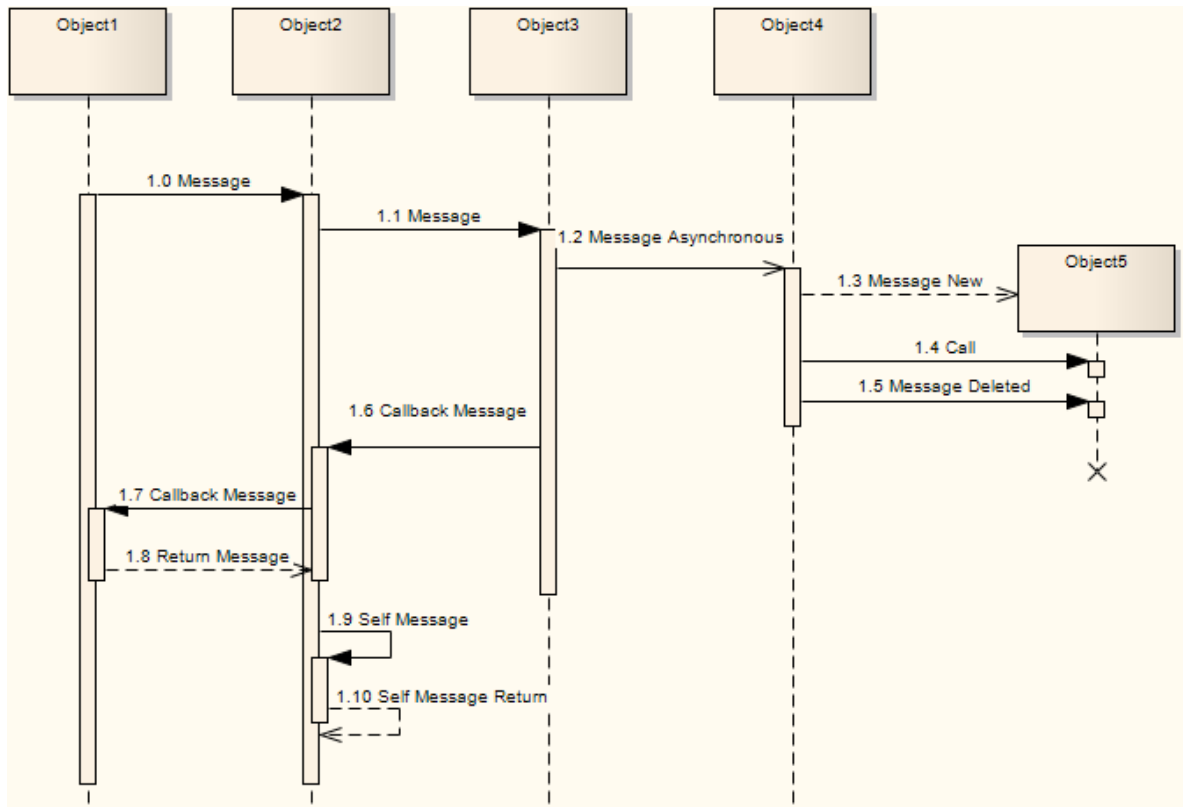 Object1
Object2
Object3
Object4
1.0 Message
1.1 Message
1.2 Message Asynchronous
Object5
1.3 Message New
1.4 Call
1.5 Message Deleted
1.6 Callback Message
1.7 Callback Message
1.8 Return Message
1.9 Self Message
1.10 Self Message Return